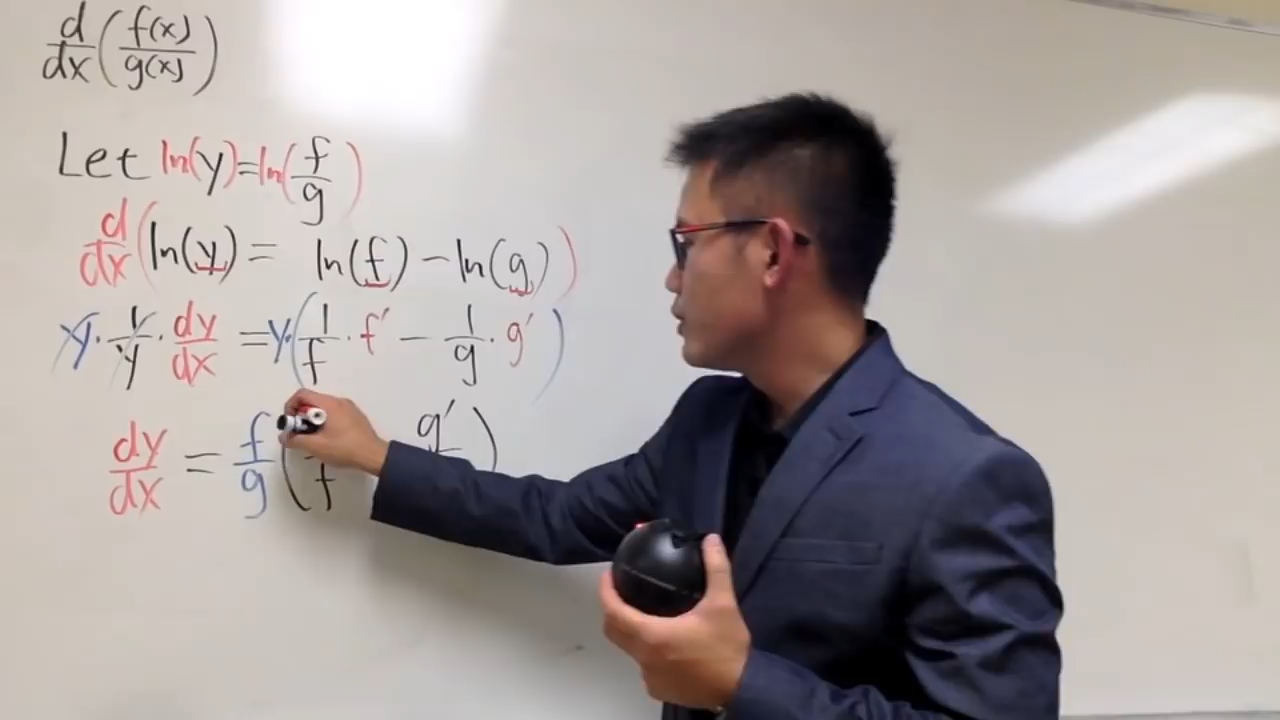 d/dx ( f(x)/g(x) )
Let ln(y) = ln( f/g )
d/dx ( ln(y) = ln(f) − ln(g) )
y · 1/y · dy/dx = y · ( 1/f · f′ − 1/g · g′ )
dy/dx = f/g ( f g′ )